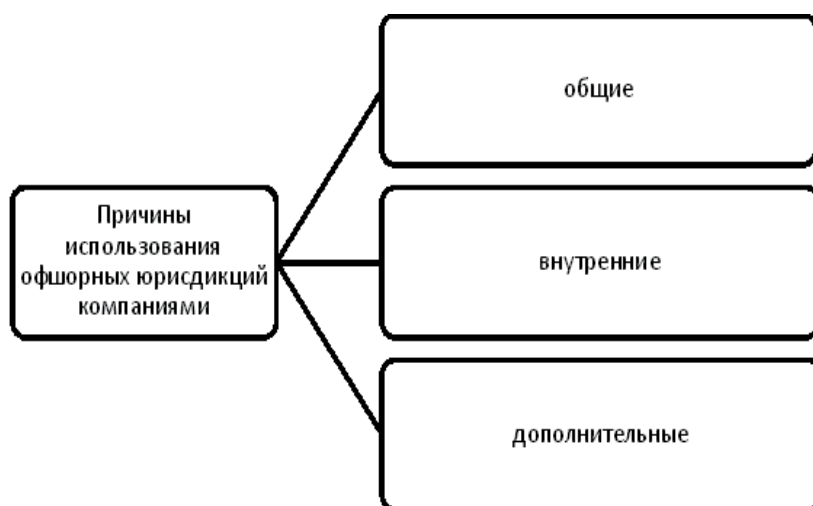 Причины
использования
офшорных юрисдикций
компаниями
общие
внутренние
дополнительные